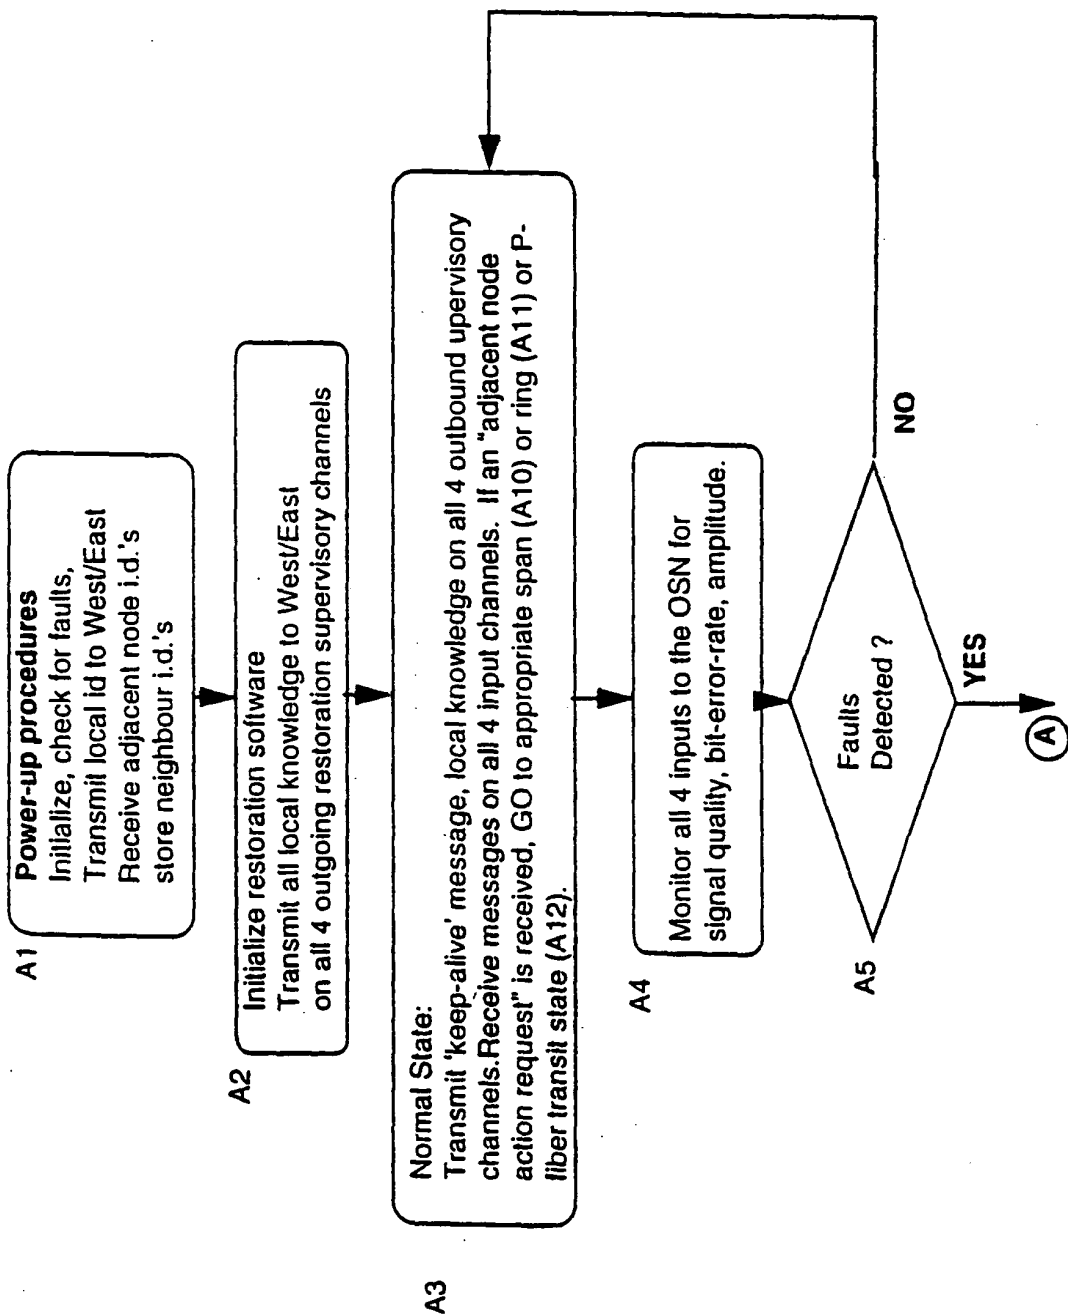 A1
Power-up procedures
Initialize, check for faults,
Transmit local id to West/East
Receive adjacent node i.d.'s
store neighbour i.d.'s
A2
Initialize restoration software
Transmit all local knowledge to West/East
on all 4 outgoing restoration supervisory channels
A3
Normal State:
Transmit 'keep-alive' message, local knowledge on all 4 outbound upervisory
channels.Receive messages on all 4 input channels. If an "adjacent node
action request" is received, GO to appropriate span (A10) or ring (A11) or P-
fiber transit state (A12).
A4
Monitor all 4 inputs to the OSN for
signal quality, bit-error-rate, amplitude.
A5
Faults
Detected ?
NO
YES
A